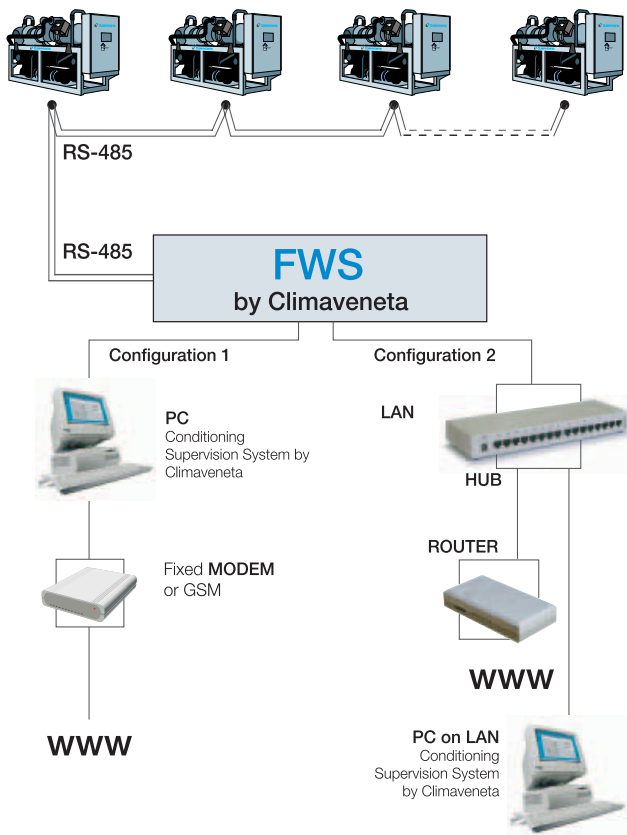 RS-485
RS-485
FWS
by Climaveneta
Configuration 1
Configuration 2
PC
Conditioning
Supervision System by
Climaveneta
LAN
HUB
Fixed MODEM
or GSM
ROUTER
WWW
WWW
PC on LAN
Conditioning
Supervision System
by Climaveneta